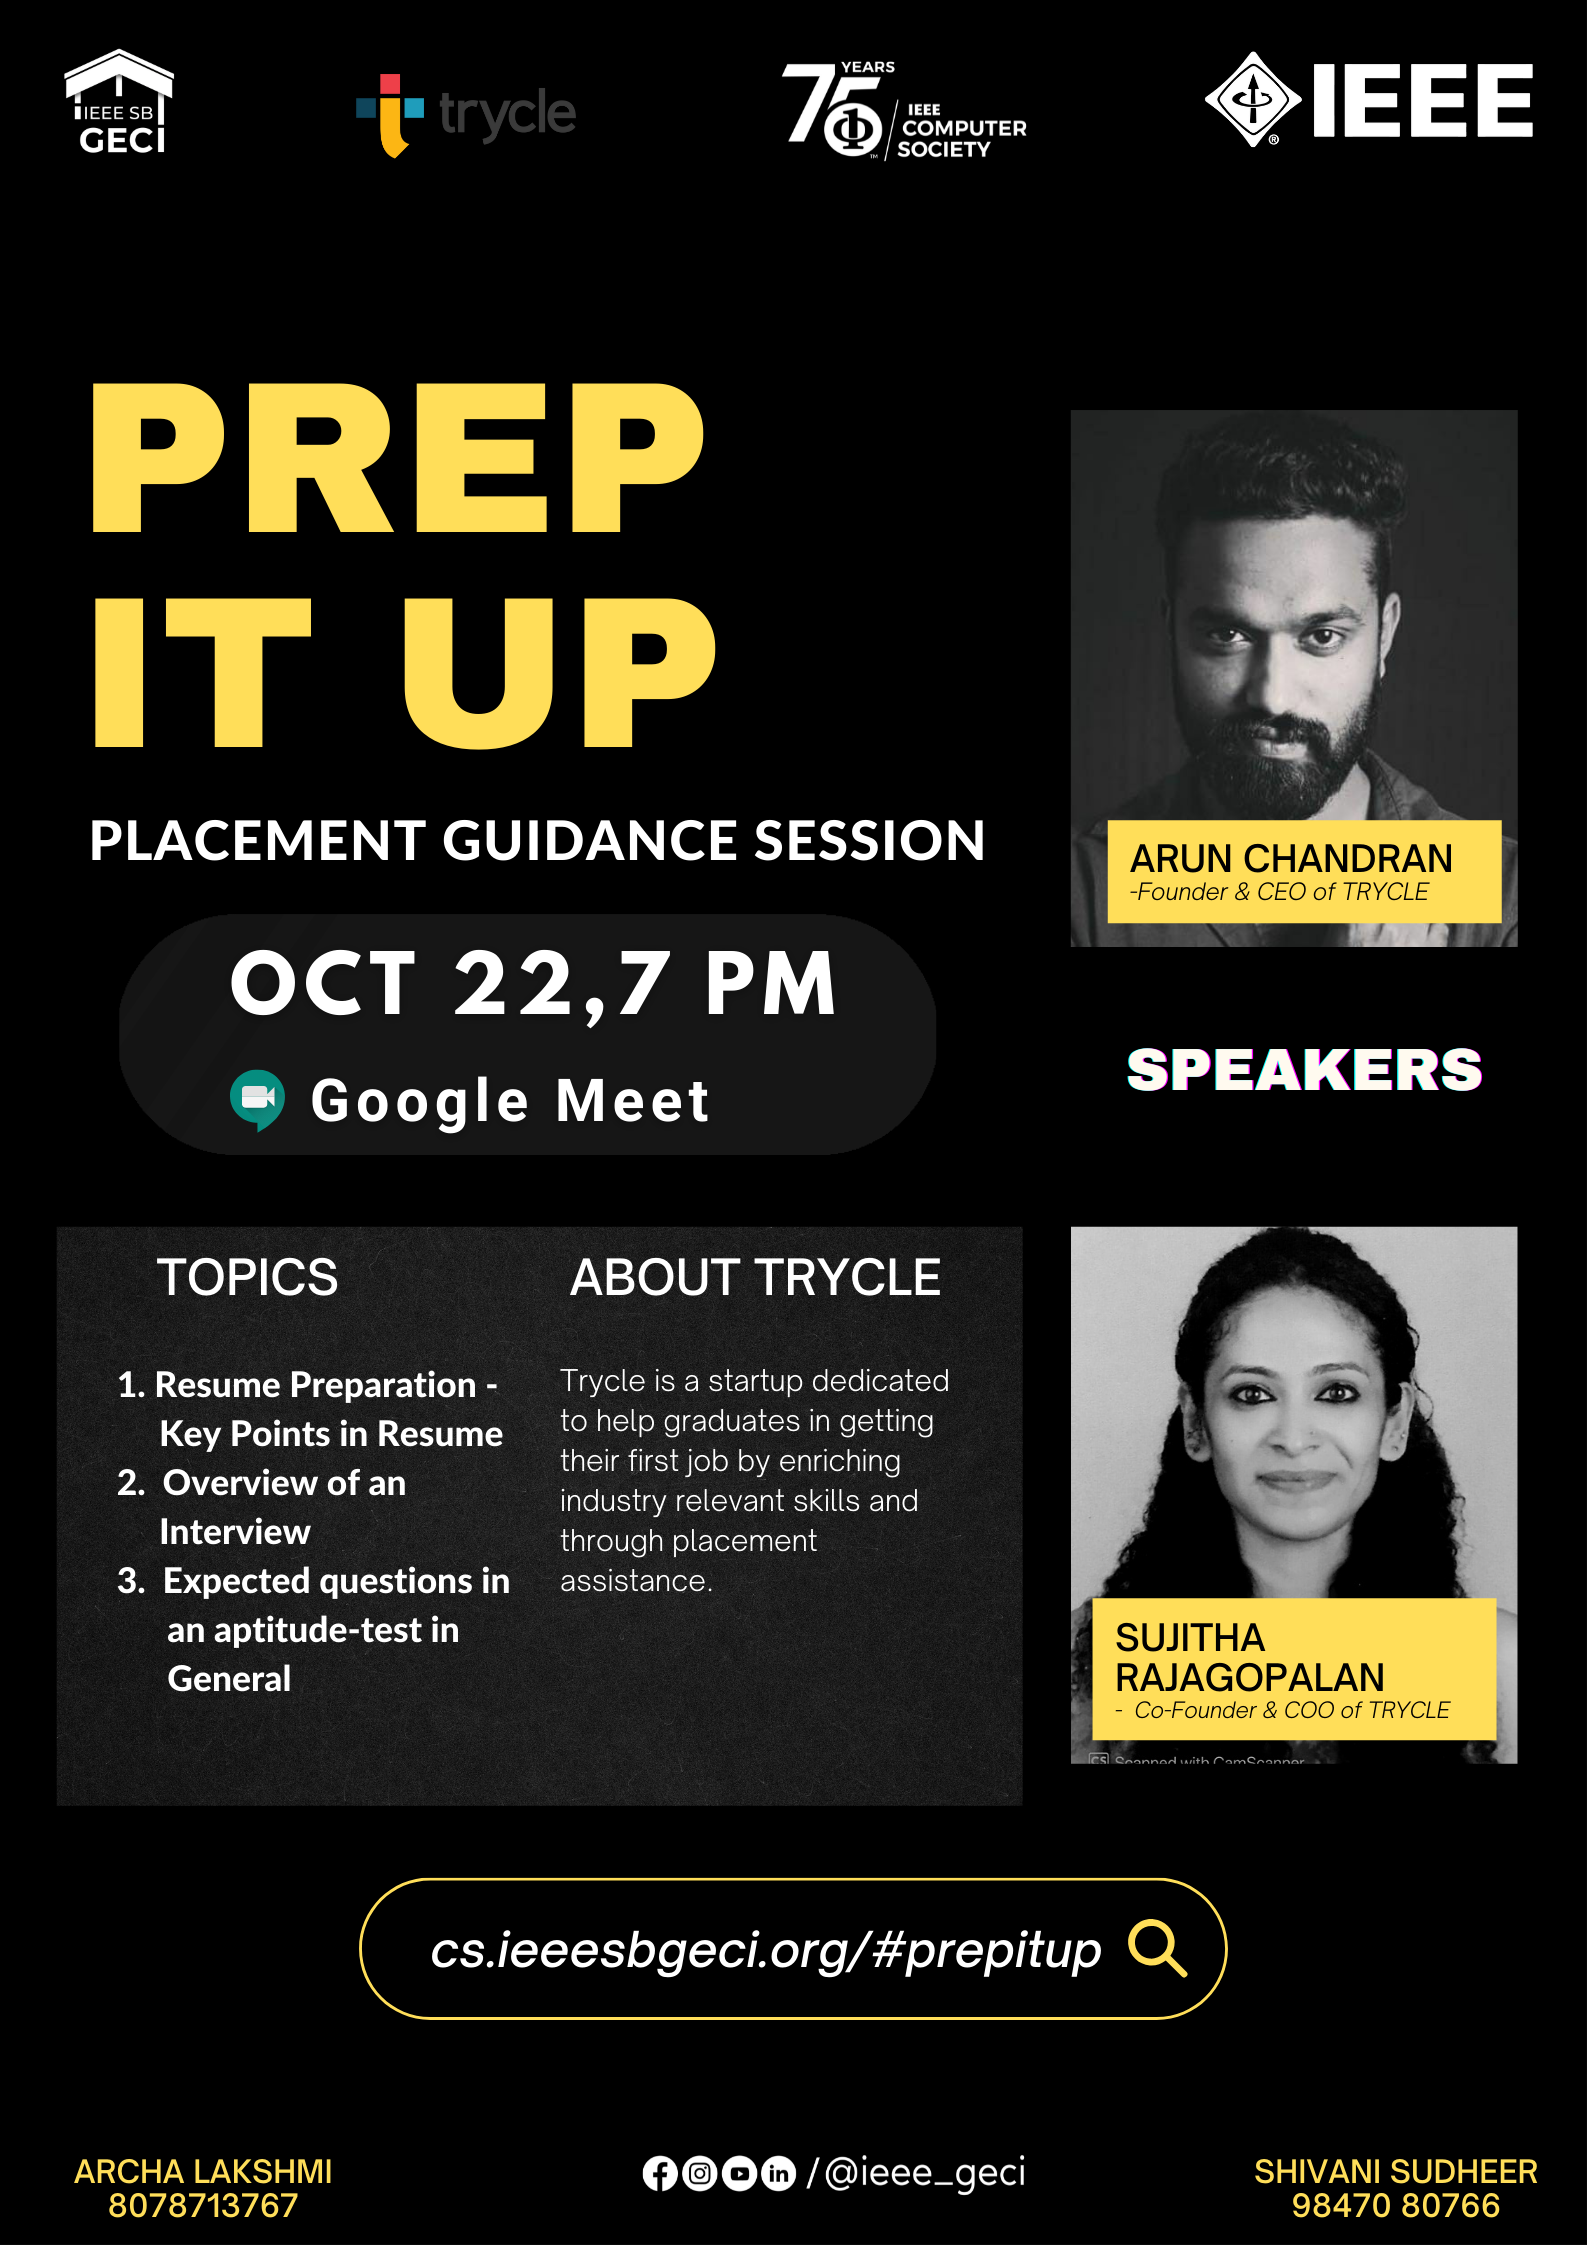 IEEE SB
GECI
trycle
75 YEARS
IEEE
COMPUTER
SOCIETY
IEEE
PREP
IT UP
PLACEMENT GUIDANCE SESSION
OCT 22,7 PM
Google Meet
ARUN CHANDRAN
-Founder & CEO of TRYCLE
SPEAKERS
TOPICS
1. Resume Preparation -
Key Points in Resume
2. Overview of an
Interview
3. Expected questions in
an aptitude-test in
General
ABOUT TRYCLE
Trycle is a startup dedicated
to help graduates in getting
their first job by enriching
industry relevant skills and
through placement
assistance.
SUJITHA
RAJAGOPALAN
- Co-Founder & COO of TRYCLE
CS Scanned with CamScanner
cs.ieeesbgeci.org/#prepitup
ARCHA LAKSHMI
8078713767
/@ieee_geci
SHIVANI SUDHEER
98470 80766